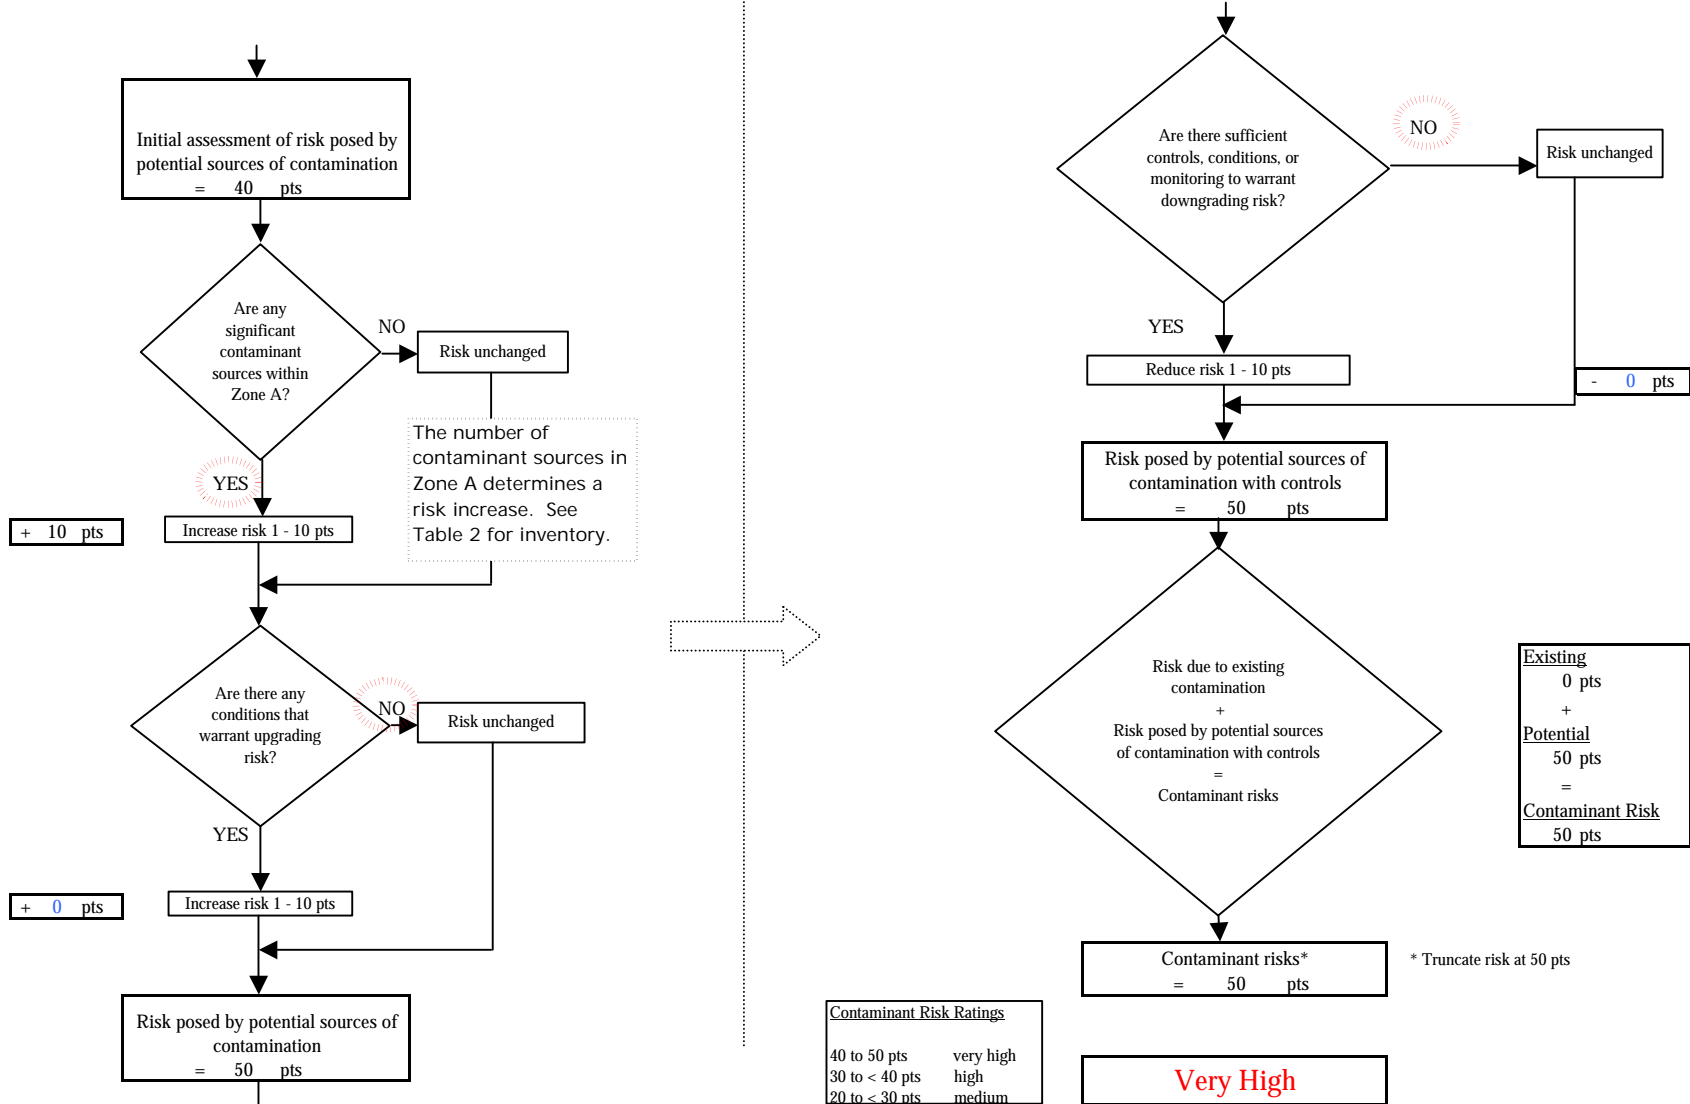 Initial assessment of risk posed by
potential sources of contamination
= 40 pts
Are any
significant
contaminant
sources within
Zone A?
NO
Risk unchanged
The number of
contaminant sources in
Zone A determines a
risk increase. See
Table 2 for inventory.
YES
+ 10 pts
Increase risk 1 - 10 pts
Are there any
conditions that
warrant upgrading
risk?
NO
Risk unchanged
YES
+ 0 pts
Increase risk 1 - 10 pts
Risk posed by potential sources of
contamination
= 50 pts
Are there sufficient
controls, conditions, or
monitoring to warrant
downgrading risk?
NO
Risk unchanged
YES
Reduce risk 1 - 10 pts
- 0 pts
Risk posed by potential sources of
contamination with controls
= 50 pts
Risk due to existing
contamination
+
Risk posed by potential sources
of contamination with controls
=
Contaminant risks
Existing
0 pts
+
Potential
50 pts
=
Contaminant Risk
50 pts
Contaminant risks*
= 50 pts
* Truncate risk at 50 pts
Contaminant Risk Ratings
40 to 50 pts very high
30 to < 40 pts high
20 to < 30 pts medium
Very High